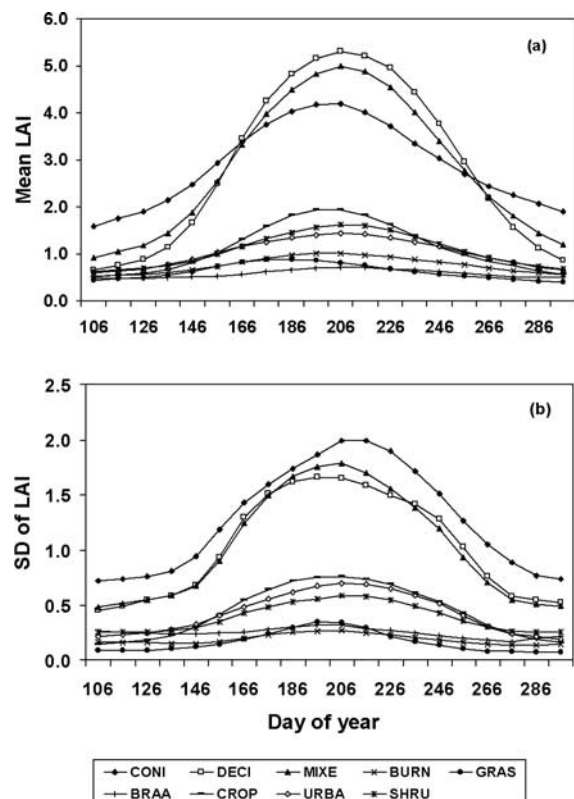 (a)
6.0
5.0
4.0
3.0
2.0
1.0
0.0
Mean LAI
106 126 146 166 186 206 226 246 266 286
(b)
2.5
2.0
1.5
1.0
0.5
0.0
SD of LAI
106 126 146 166 186 206 226 246 266 286
Day of year
CONI DECI MIXE BURN GRAS
BRAA CROP URBA SHRU